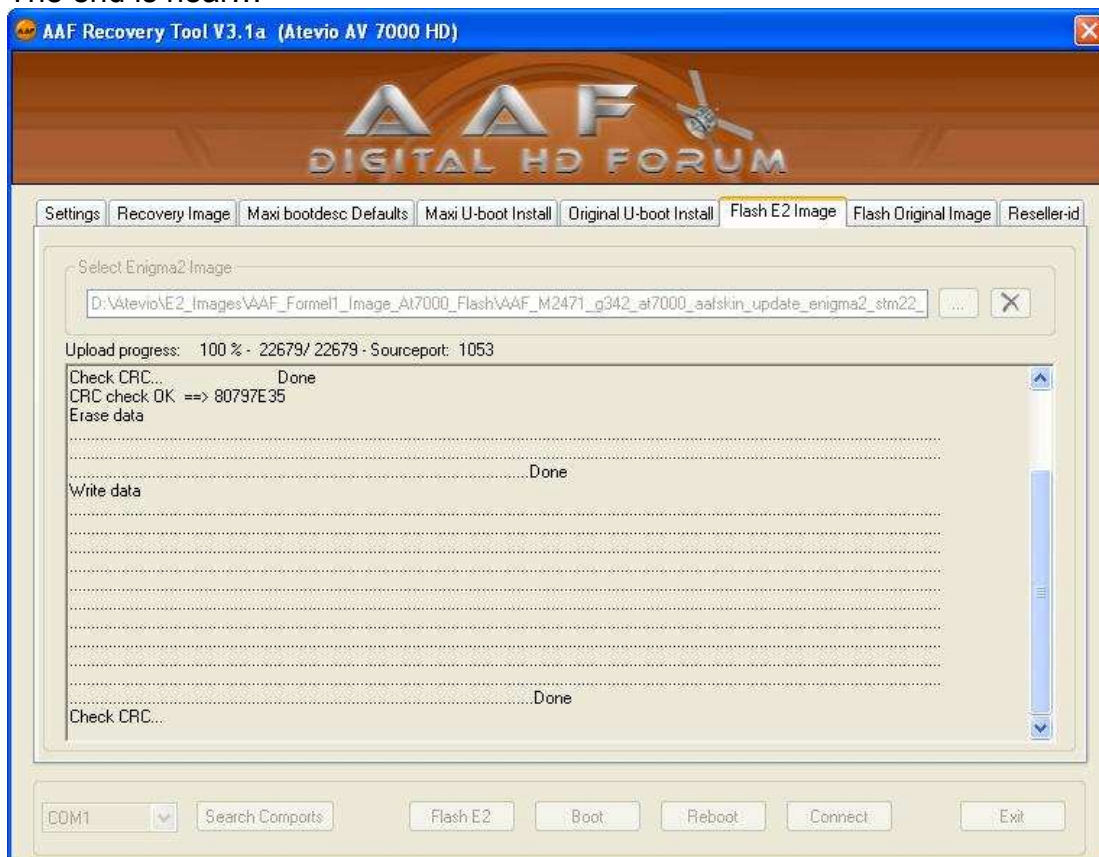 The end is near…
AAF Recovery Tool V3.1a (Atevio AV 7000 HD)
AAF
DIGITAL HD FORUM
Settings Recovery Image Maxi bootdesc Defaults Maxi U-boot Install Original U-boot Install Flash E2 Image Flash Original Image Reseller-id
Select Enigma2 Image
D:\Atevio\E2_Images\AAF_Formel1_Image_At7000_Flash\AAF_M2471_g342_at7000_aafskin_update_enigma2_stm22_ ...
Upload progress: 100 % - 22679/ 22679 - Sourceport: 1053
Check CRC... Done
CRC check OK ==> 80797E35
Erase data
Done
Write data
Done
Check CRC...
COM1 Search Comports Flash E2 Boot Reboot Connect Exit